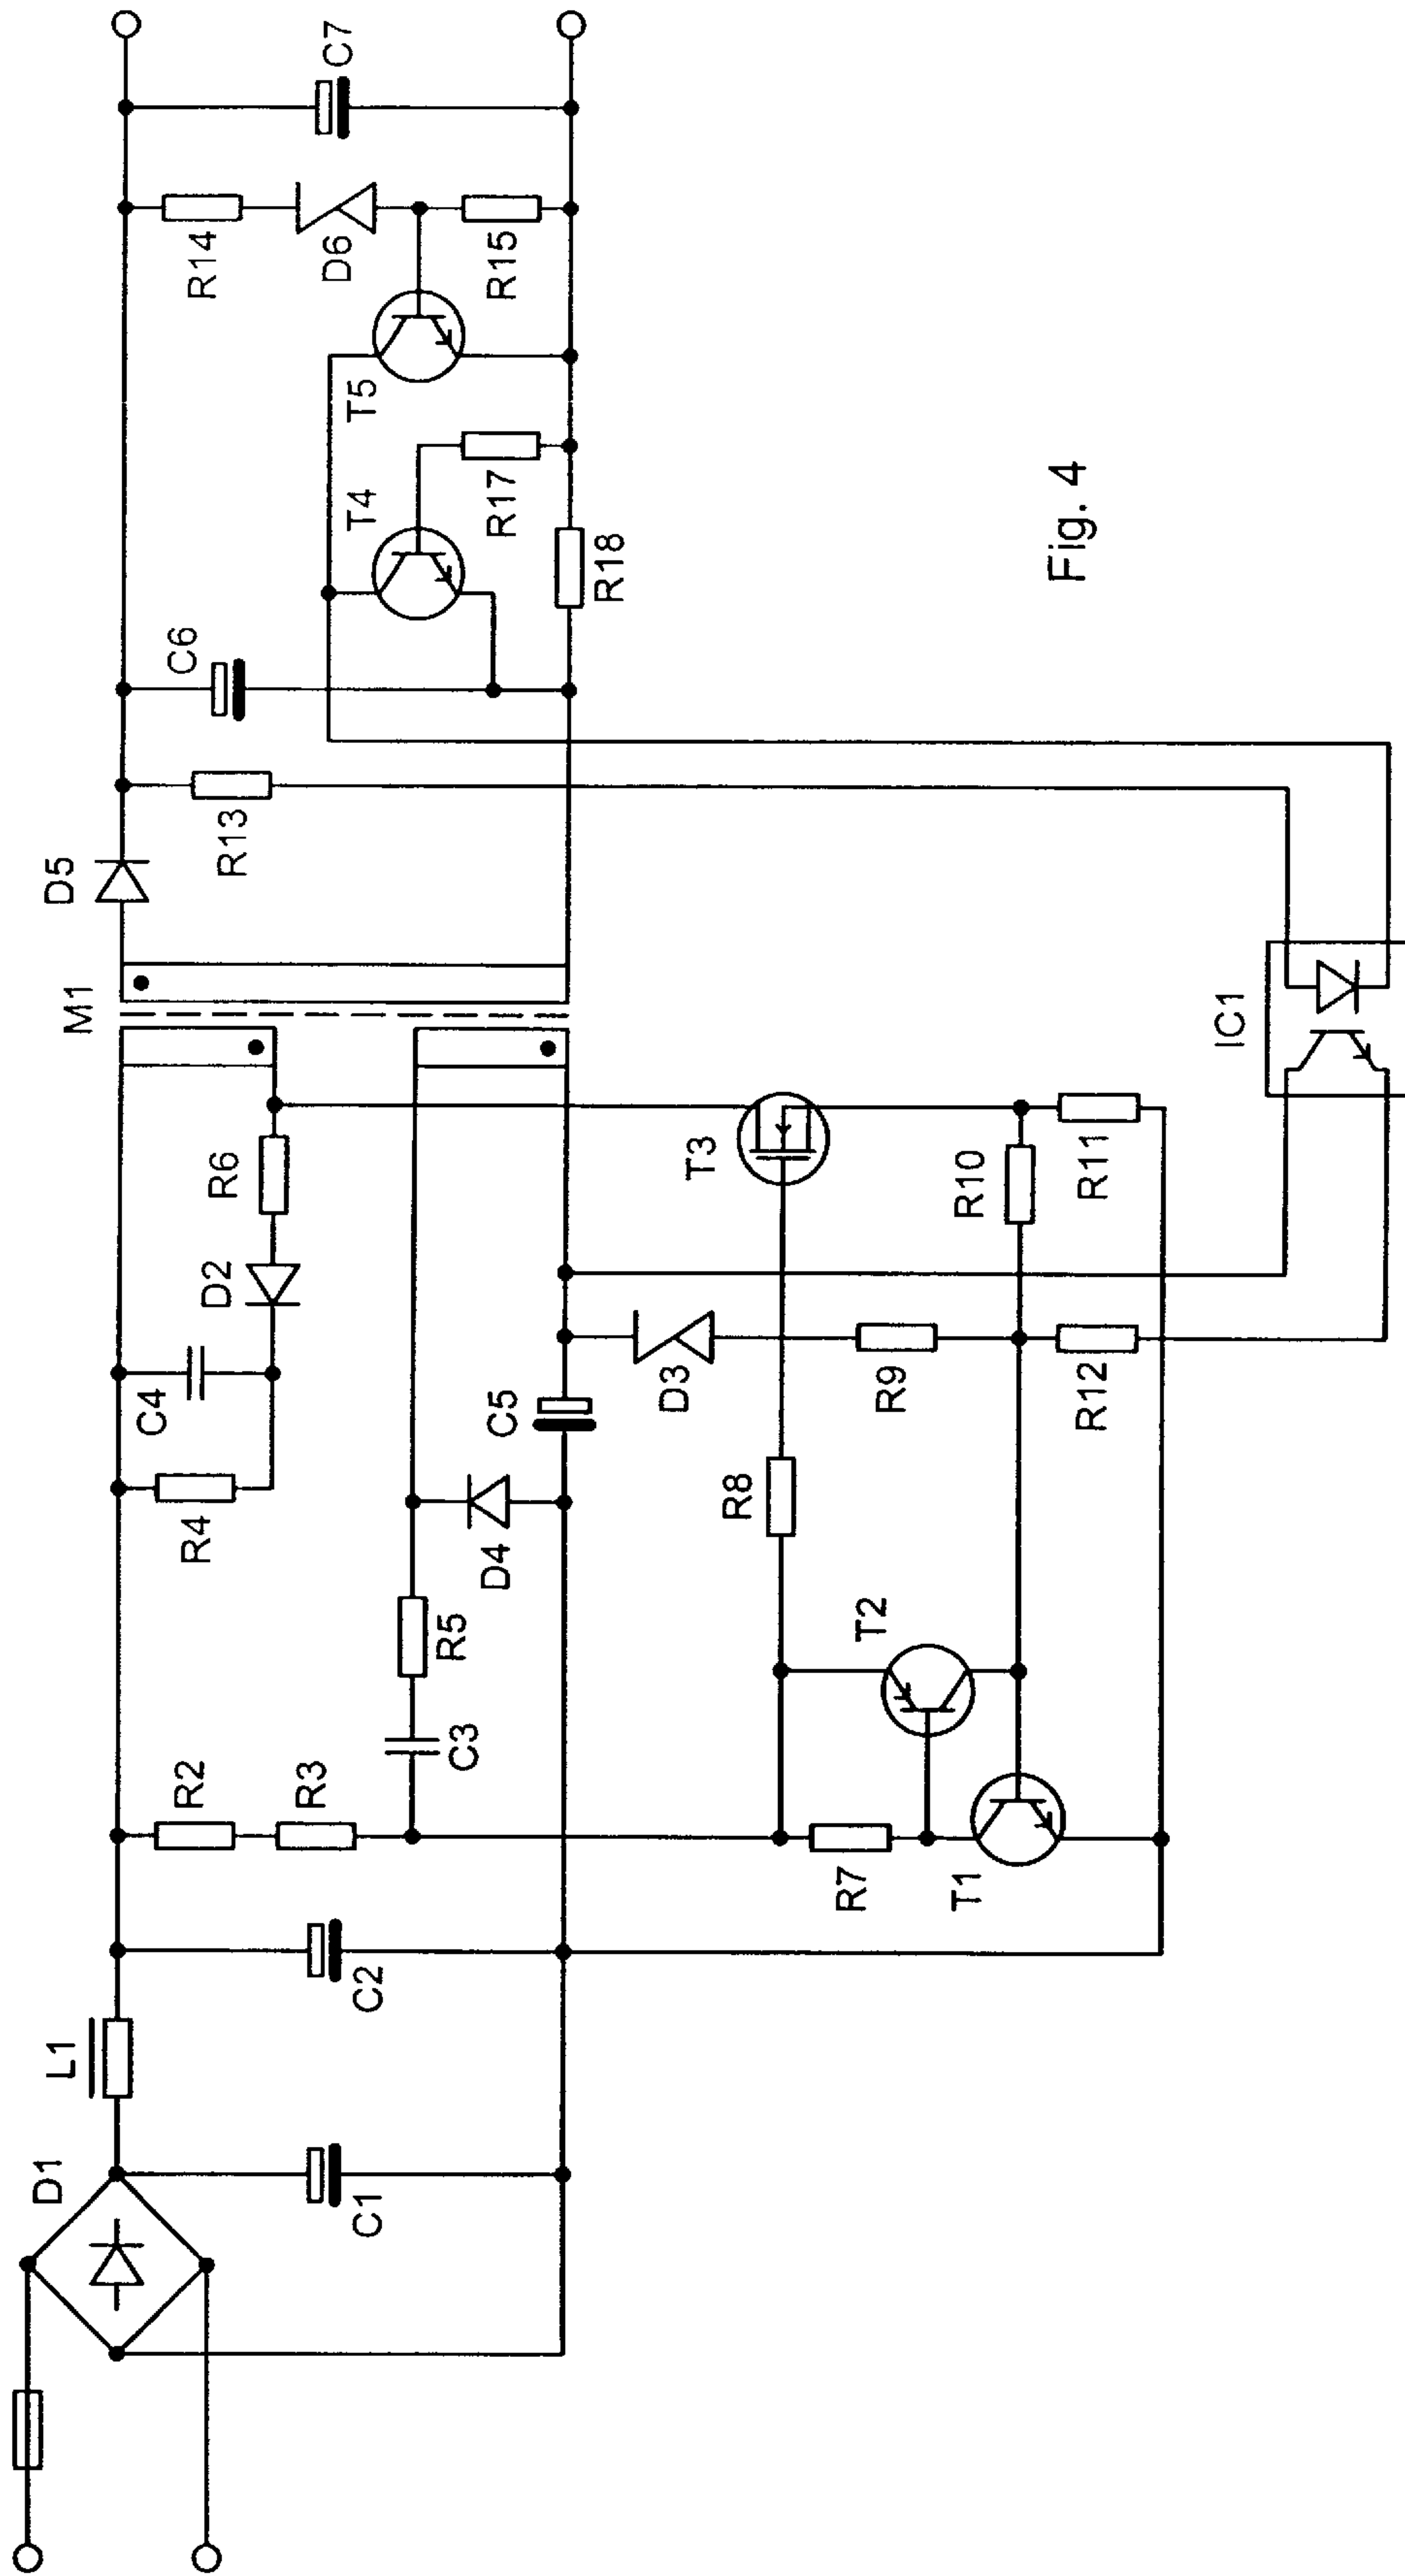 D1
L1
C1
C2
R2
R3
C3
R5
D4
R4
C4
D2
R6
C5
M1
D5
R13
C6
T4
R17
R18
T5
R14
D6
R15
C7
R7
T1
T2
R8
D3
R9
R12
T3
R10
R11
IC1
Fig. 4